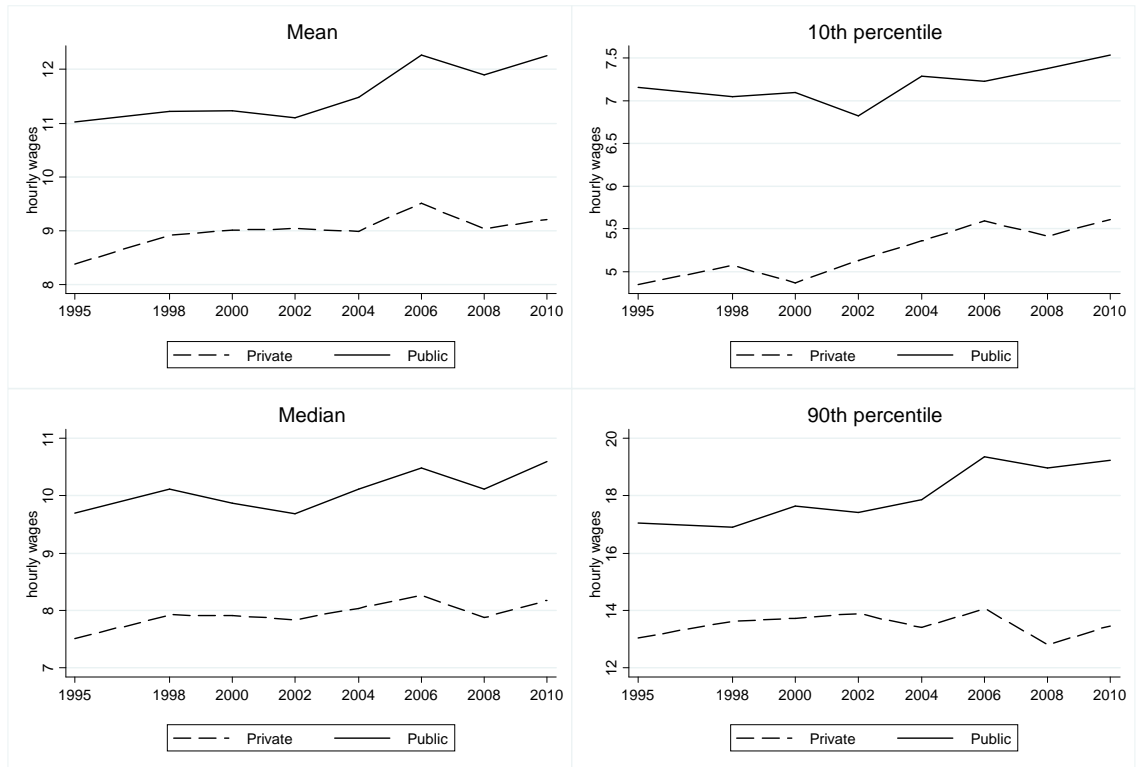 Mean
hourly wages
12
11
10
9
8
1995 1998 2000 2002 2004 2006 2008 2010
Private Public
10th percentile
hourly wages
7.5
7
6.5
6
5.5
5
1995 1998 2000 2002 2004 2006 2008 2010
Private Public
Median
hourly wages
11
10
9
8
7
1995 1998 2000 2002 2004 2006 2008 2010
Private Public
90th percentile
hourly wages
20
18
16
14
12
1995 1998 2000 2002 2004 2006 2008 2010
Private Public